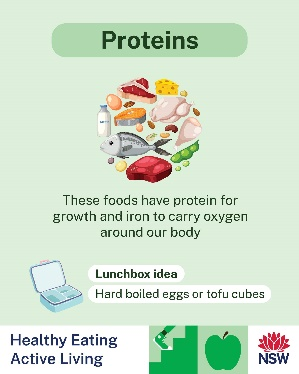 Proteins
These foods have protein for
growth and iron to carry oxygen
around our body
Lunchbox idea
Hard boiled eggs or tofu cubes
Healthy Eating
Active Living
NSW